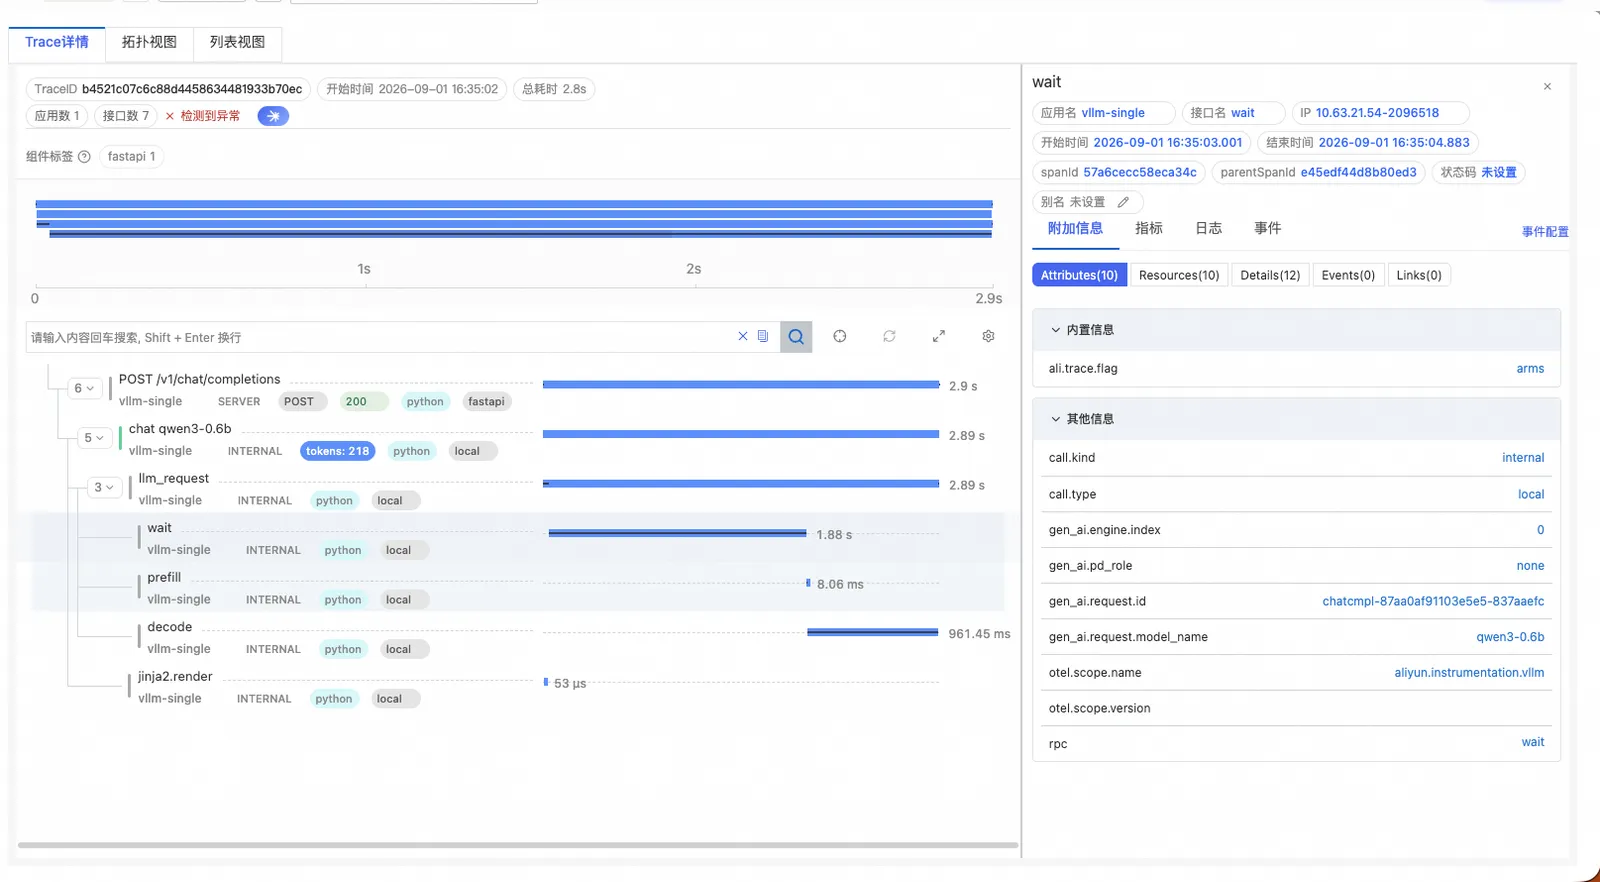 Trace详情 拓扑视图 列表视图
TraceID b4521c07c6c88d4458634481933b70ec 开始时间 2026-09-01 16:35:02 总耗时 2.8s
应用数 1 接口数 7 × 检测到异常
组件标签 ? fastapi 1
1s 2s
0 2.9s
请输入内容回车搜索, Shift + Enter 换行
6 POST /v1/chat/completions 2.9 s
vllm-single SERVER POST 200 python fastapi
5 chat qwen3-0.6b 2.89 s
vllm-single INTERNAL tokens: 218 python local
3 llm_request 2.89 s
vllm-single INTERNAL python local
wait 1.88 s
vllm-single INTERNAL python local
prefill 8.06 ms
vllm-single INTERNAL python local
decode 961.45 ms
vllm-single INTERNAL python local
jinja2.render 53 μs
vllm-single INTERNAL python local
wait
应用名 vllm-single 接口名 wait IP 10.63.21.54-2096518
开始时间 2026-09-01 16:35:03.001 结束时间 2026-09-01 16:35:04.883
spanId 57a6cecc58eca34c parentSpanId e45edf44d8b80ed3 状态码 未设置
别名 未设置
附加信息 指标 日志 事件 事件配置
Attributes(10) Resources(10) Details(12) Events(0) Links(0)
内置信息
ali.trace.flag arms
其他信息
call.kind internal
call.type local
gen_ai.engine.index 0
gen_ai.pd_role none
gen_ai.request.id chatcmpl-87aa0af91103e5e5-837aaefc
gen_ai.request.model_name qwen3-0.6b
otel.scope.name aliyun.instrumentation.vllm
otel.scope.version
rpc wait